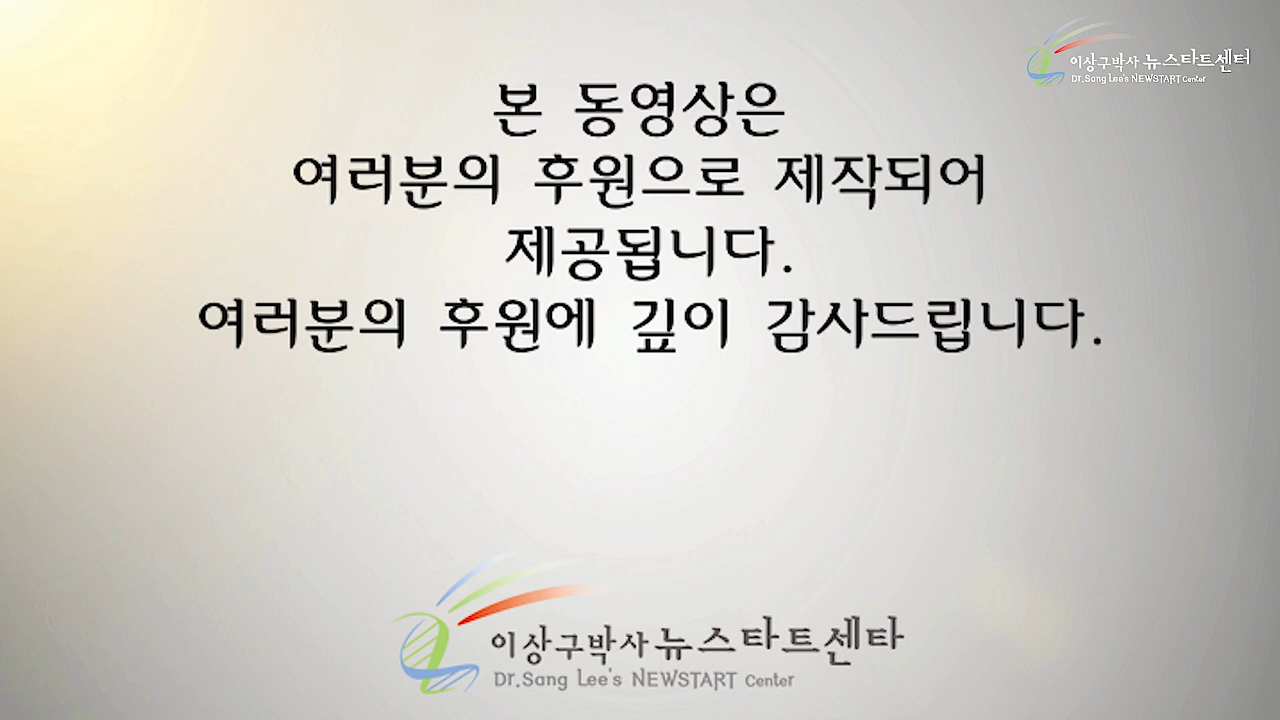 이상구박사 뉴스타트센터
Dr.Sang Lee's NEWSTART Center
본 동영상은
여러분의 후원으로 제작되어
제공됩니다.
여러분의 후원에 깊이 감사드립니다.
이상구박사 뉴스타트센타
Dr.Sang Lee's NEWSTART Center